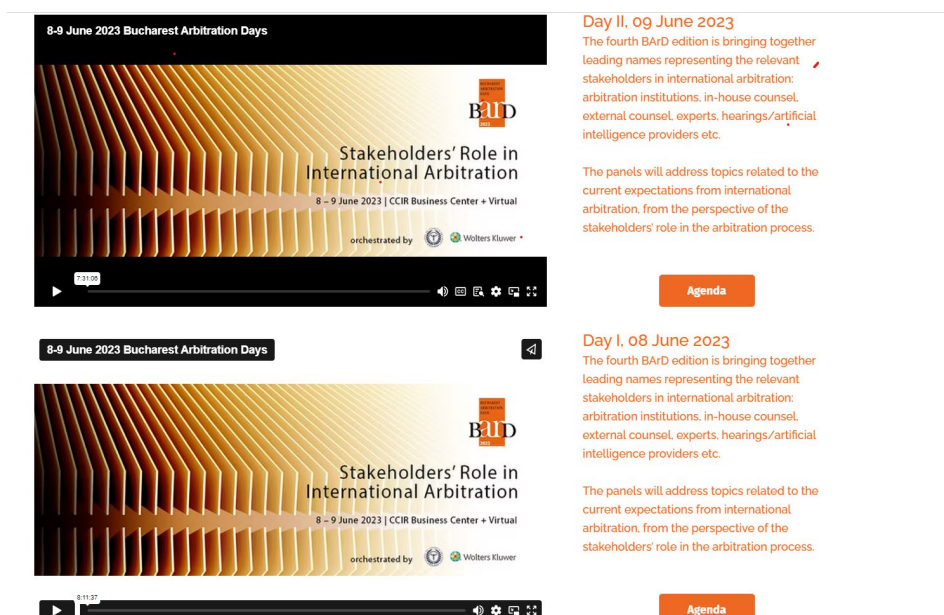 8-9 June 2023 Bucharest Arbitration Days
BArD
Stakeholders' Role in
International Arbitration
8 – 9 June 2023 | CCIR Business Center + Virtual
orchestrated by
Wolters Kluwer
7:31:06
CC
Day II, 09 June 2023
The fourth BArD edition is bringing together
leading names representing the relevant
stakeholders in international arbitration:
arbitration institutions, in-house counsel,
external counsel, experts, hearings/artificial
intelligence providers etc.
The panels will address topics related to the
current expectations from international
arbitration, from the perspective of the
stakeholders' role in the arbitration process.
Agenda
8-9 June 2023 Bucharest Arbitration Days
BArD
Stakeholders' Role in
International Arbitration
8 – 9 June 2023 | CCIR Business Center + Virtual
orchestrated by
Wolters Kluwer
8:11:37
Day I, 08 June 2023
The fourth BArD edition is bringing together
leading names representing the relevant
stakeholders in international arbitration:
arbitration institutions, in-house counsel,
external counsel, experts, hearings/artificial
intelligence providers etc.
The panels will address topics related to the
current expectations from international
arbitration, from the perspective of the
stakeholders' role in the arbitration process.
Agenda